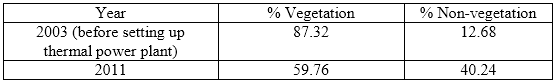 Year % Vegetation % Non-vegetation
2003 (before setting up 87.32 12.68
thermal power plant)
2011 59.76 40.24